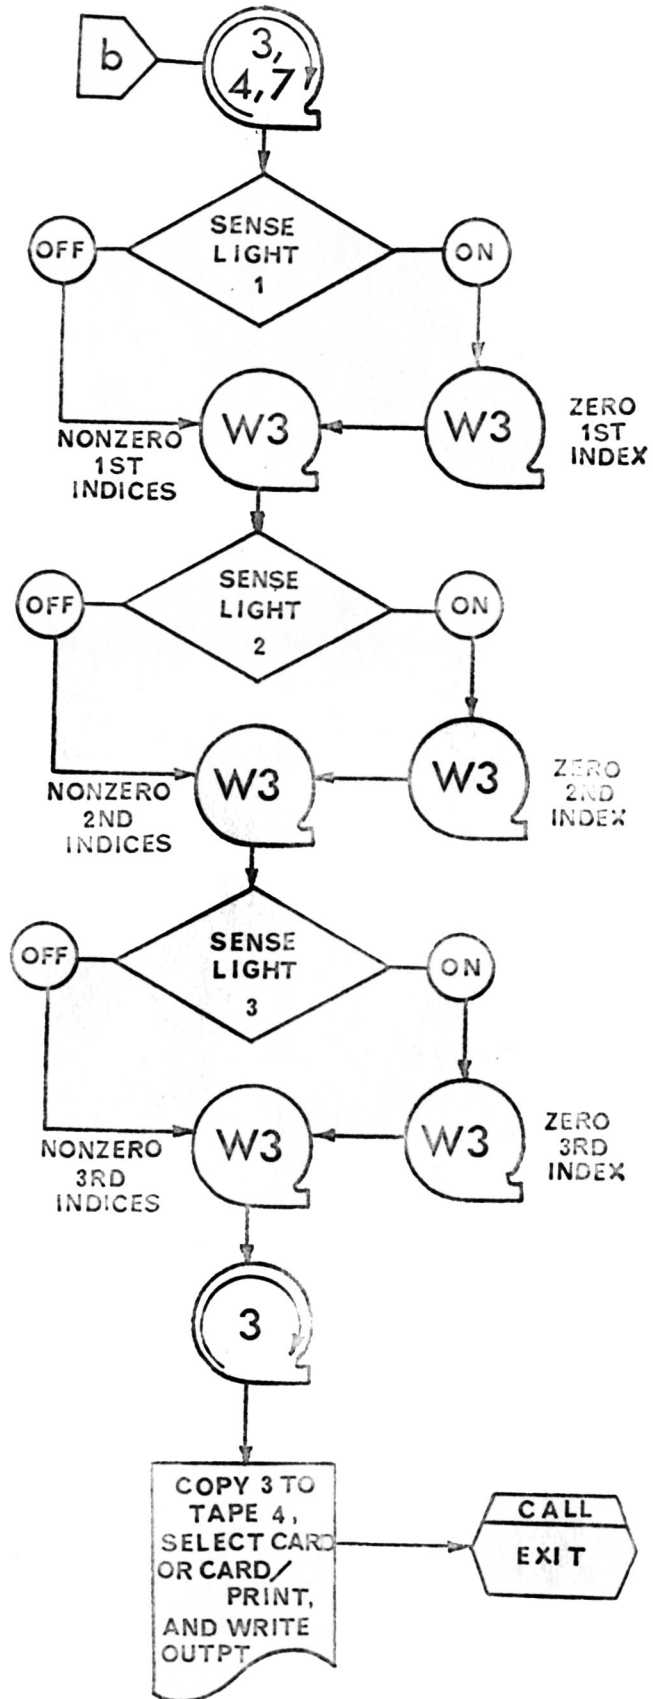 b
3,
4,7
SENSE
LIGHT
1
OFF
ON
W3
W3
NONZERO
1ST
INDICES
ZERO
1ST
INDEX
SENSE
LIGHT
2
OFF
ON
W3
W3
NONZERO
2ND
INDICES
ZERO
2ND
INDEX
SENSE
LIGHT
3
OFF
ON
W3
W3
NONZERO
3RD
INDICES
ZERO
3RD
INDEX
3
COPY 3 TO
TAPE 4,
SELECT CARD
OR CARD/
PRINT,
AND WRITE
OUTPT
CALL
EXIT